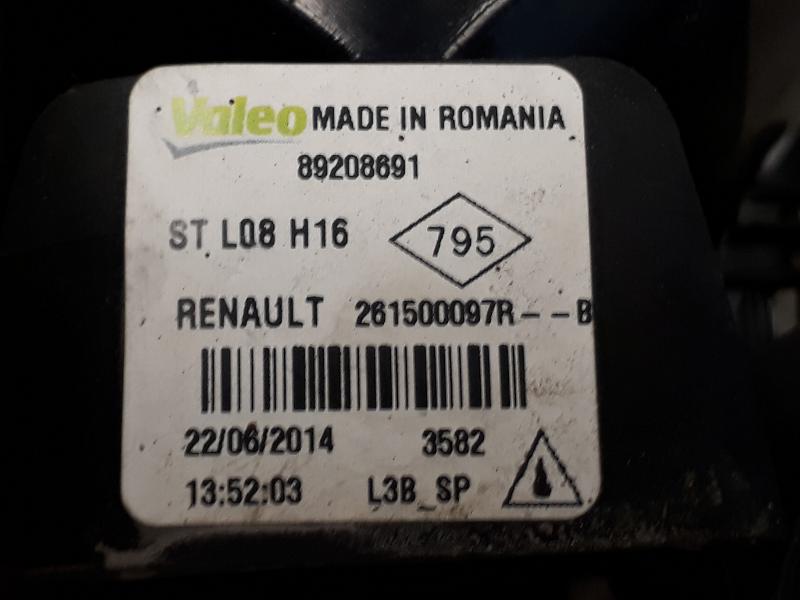 Valeo MADE IN ROMANIA
89208691
ST L08 H16 795
RENAULT 261500097R--B
22/06/2014 3582
13:52:03 L3B_SP